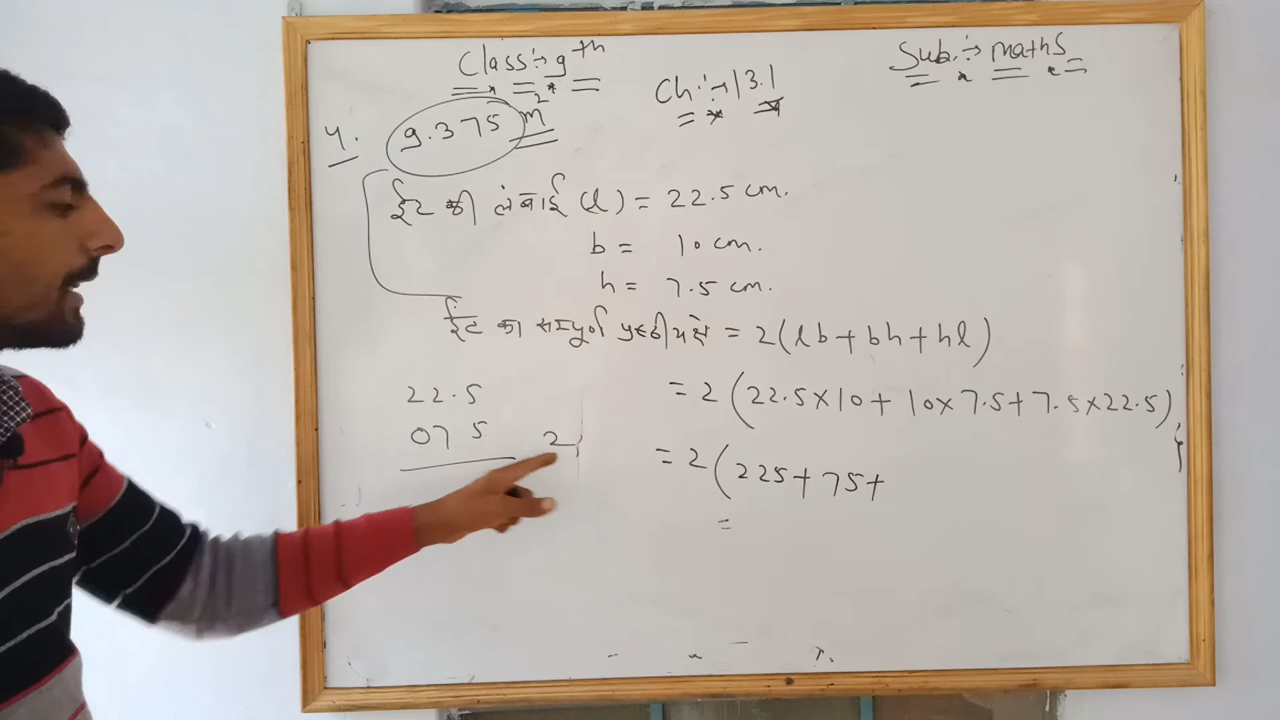 Class:- 9th
Sub.:- maths
Ch:- 13.1
4. 9.375 m²
ईंट की लंबाई (l) = 22.5 cm.
b = 10 cm.
h = 7.5 cm.
ईंट का सम्पूर्ण पृष्ठीय क्षे = 2(lb+bh+hl)
= 2(22.5×10+10×7.5+7.5×22.5)
= 2(225+75+
=
22.5
07 5
2